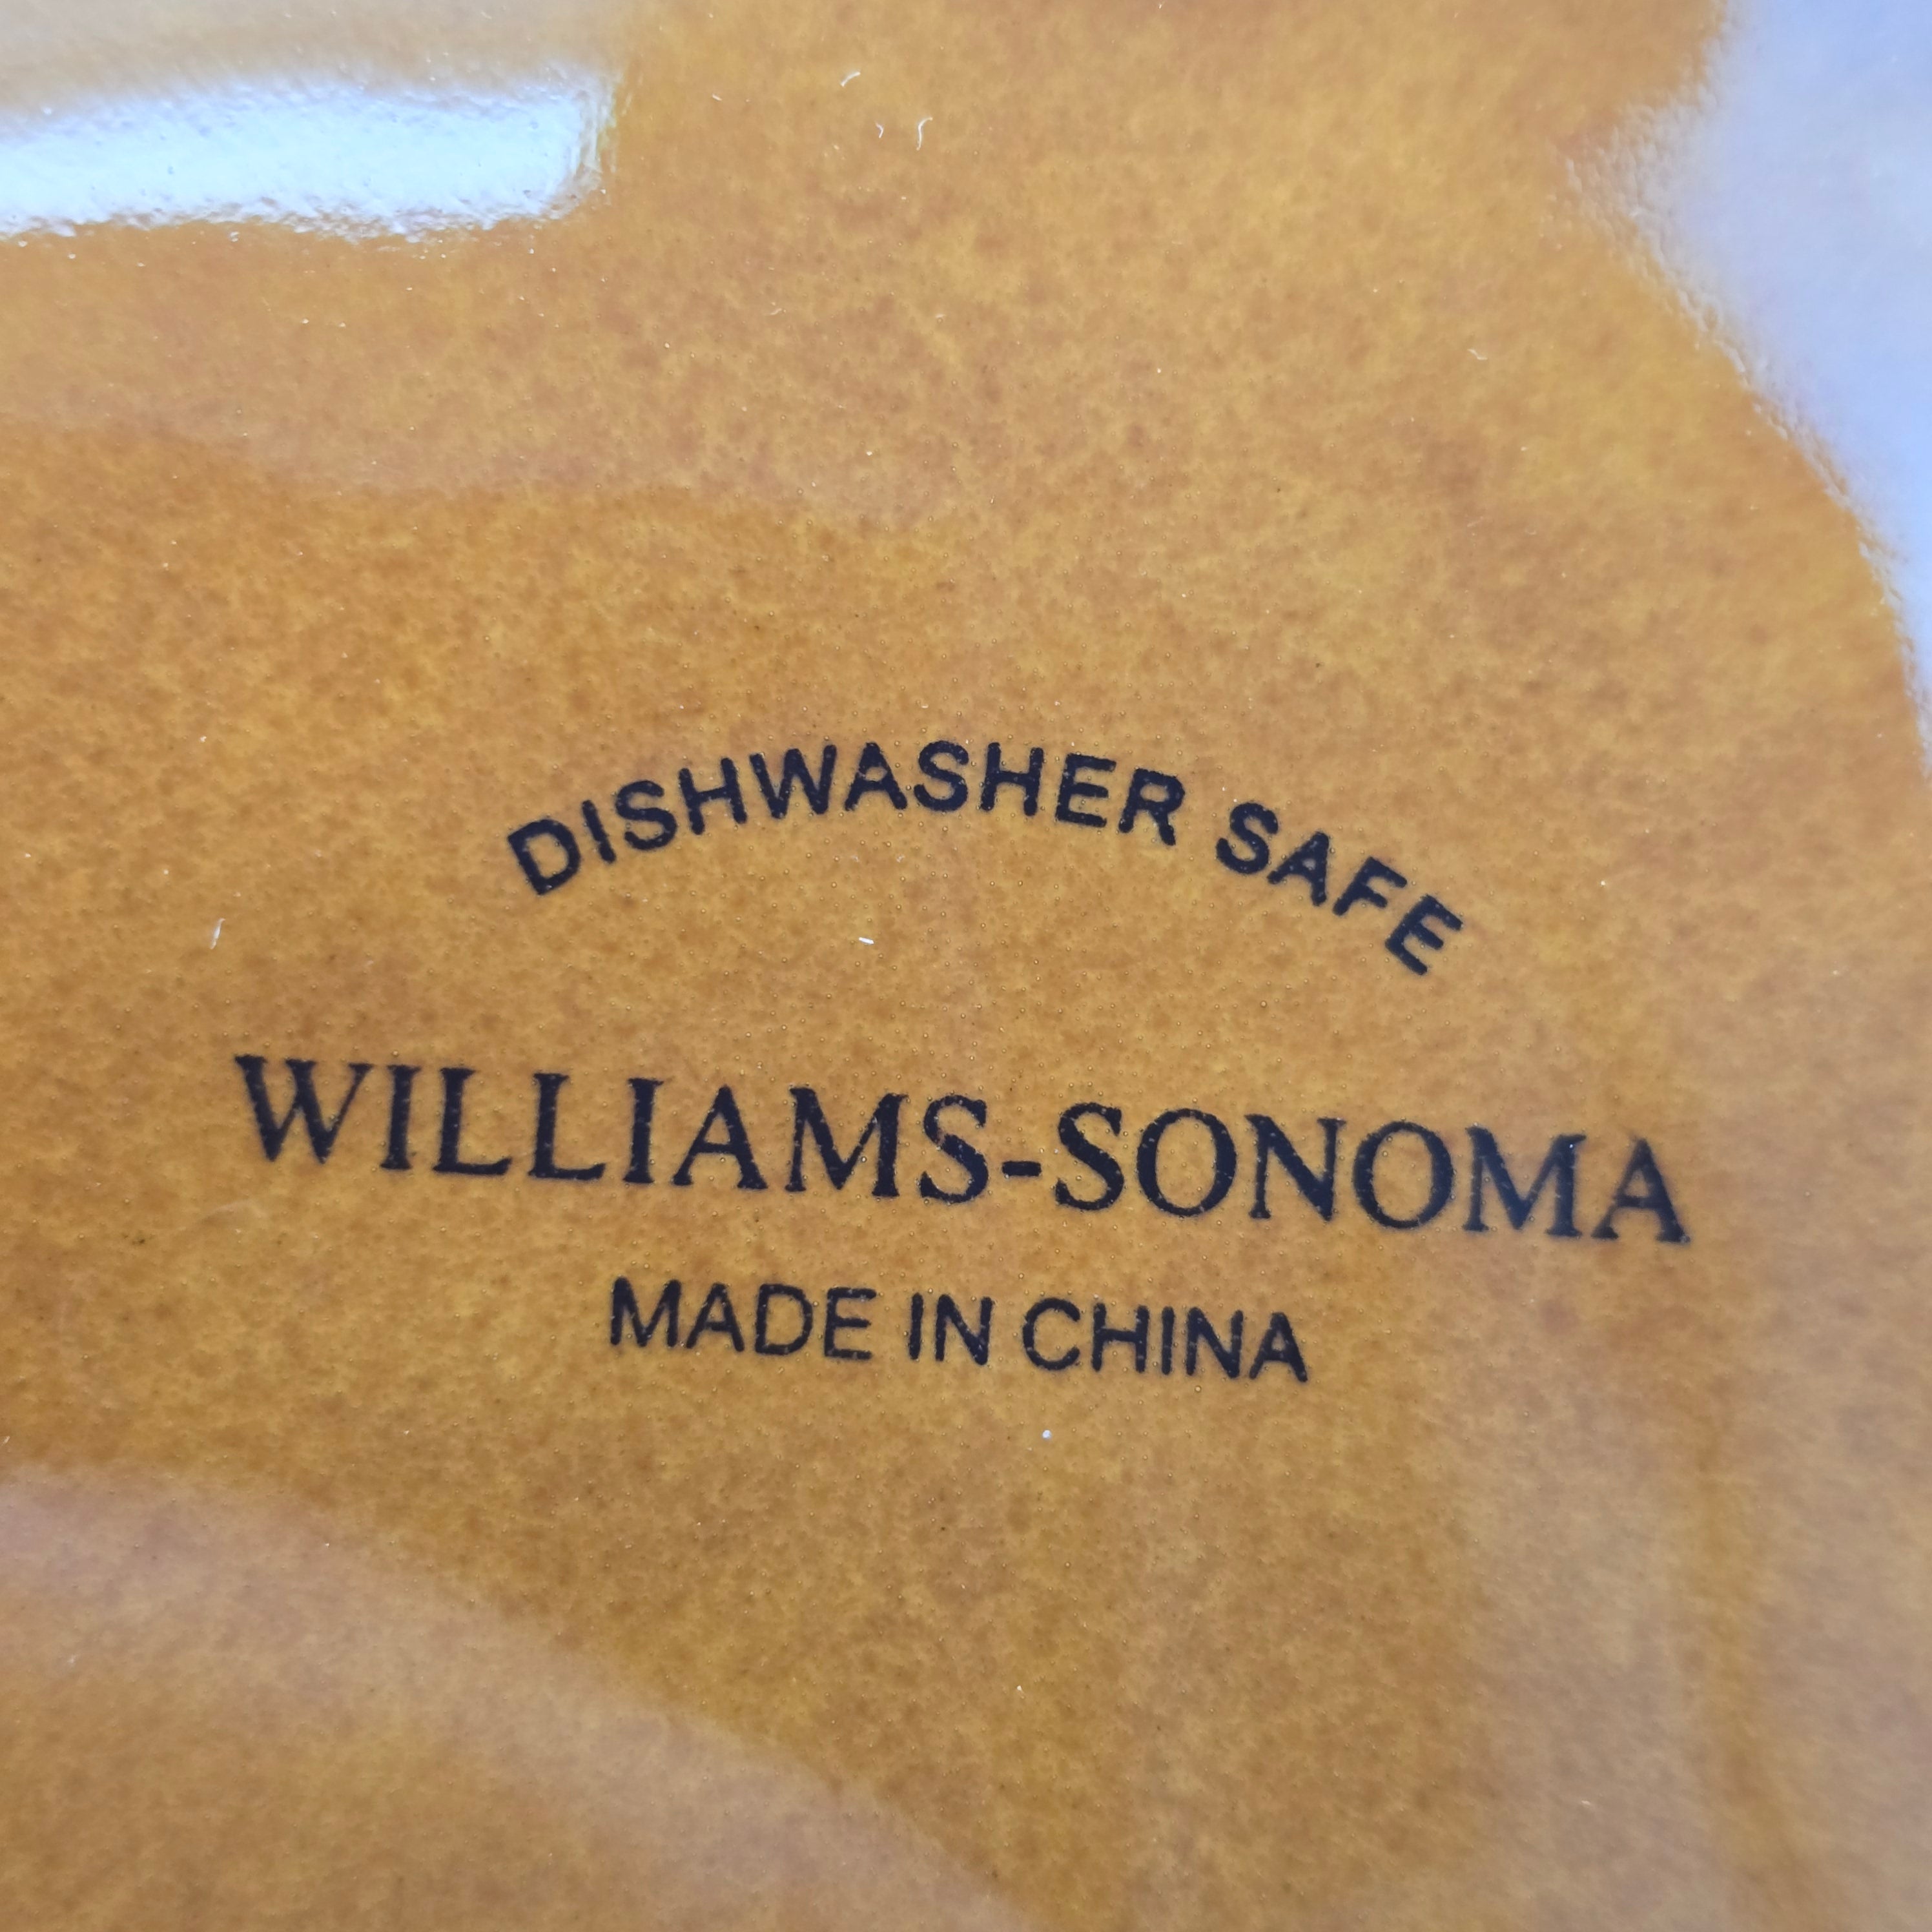 DISHWASHER SAFE
WILLIAMS-SONOMA
MADE IN CHINA